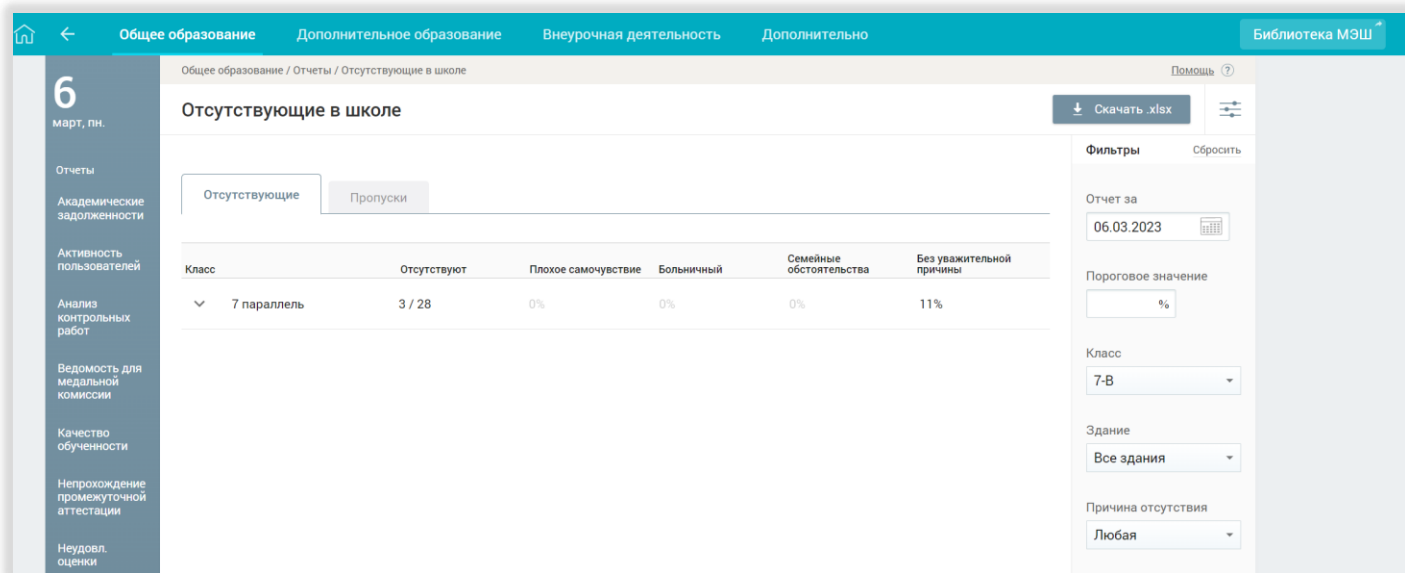 Общее образование
Дополнительное образование
Внеурочная деятельность
Дополнительно
Библиотека МЭШ
6
март, пн.
Отчеты
Академические
задолженности
Активность
пользователей
Анализ
контрольных
работ
Ведомость для
медальной
комиссии
Качество
обученности
Непрохождение
промежуточной
аттестации
Неудовл.
оценки
Общее образование / Отчеты / Отсутствующие в школе
Помощь ?
Отсутствующие в школе
Скачать .xlsx
Отсутствующие
Пропуски
Класс
Отсутствуют
Плохое самочувствие
Больничный
Семейные
обстоятельства
Без уважительной
причины
7 параллель
3 / 28
0%
0%
0%
11%
Фильтры
Сбросить
Отчет за
06.03.2023
Пороговое значение
%
Класс
7-В
Здание
Все здания
Причина отсутствия
Любая